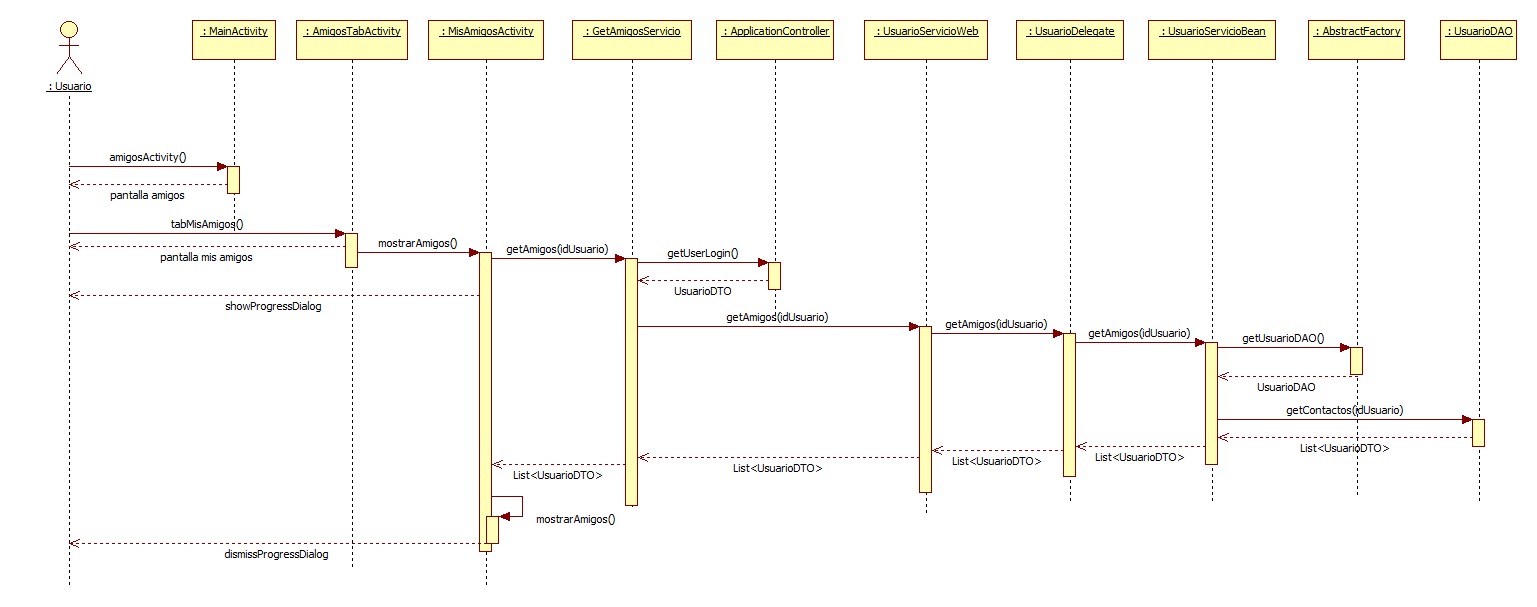 : MainActivity
: AmigosTabActivity
: MisAmigosActivity
: GetAmigosServicio
: ApplicationController
: UsuarioServicioWeb
: UsuarioDelegate
: UsuarioServicioBean
: AbstractFactory
: UsuarioDAO
: Usuario
amigosActivity()
pantalla amigos
tabMisAmigos()
pantalla mis amigos
mostrarAmigos()
getAmigos(idUsuario)
getUserLogin()
UsuarioDTO
showProgressDialog
getAmigos(idUsuario)
getAmigos(idUsuario)
getAmigos(idUsuario)
getUsuarioDAO()
UsuarioDAO
getContactos(idUsuario)
List<UsuarioDTO>
List<UsuarioDTO>
List<UsuarioDTO>
List<UsuarioDTO>
List<UsuarioDTO>
mostrarAmigos()
dismissProgressDialog